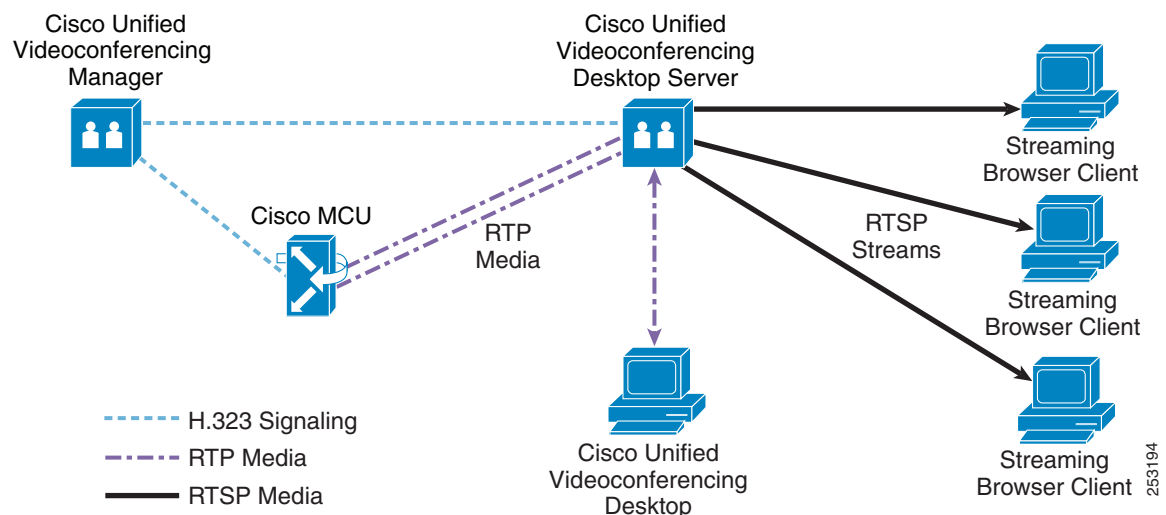 Cisco Unified
Videoconferencing
Manager
Cisco Unified
Videoconferencing
Desktop Server
Streaming
Browser Client
Cisco MCU
RTP
Media
RTSP
Streams
Streaming
Browser Client
H.323 Signaling
RTP Media
RTSP Media
Cisco Unified
Videoconferencing
Desktop
Streaming
Browser Client
253194